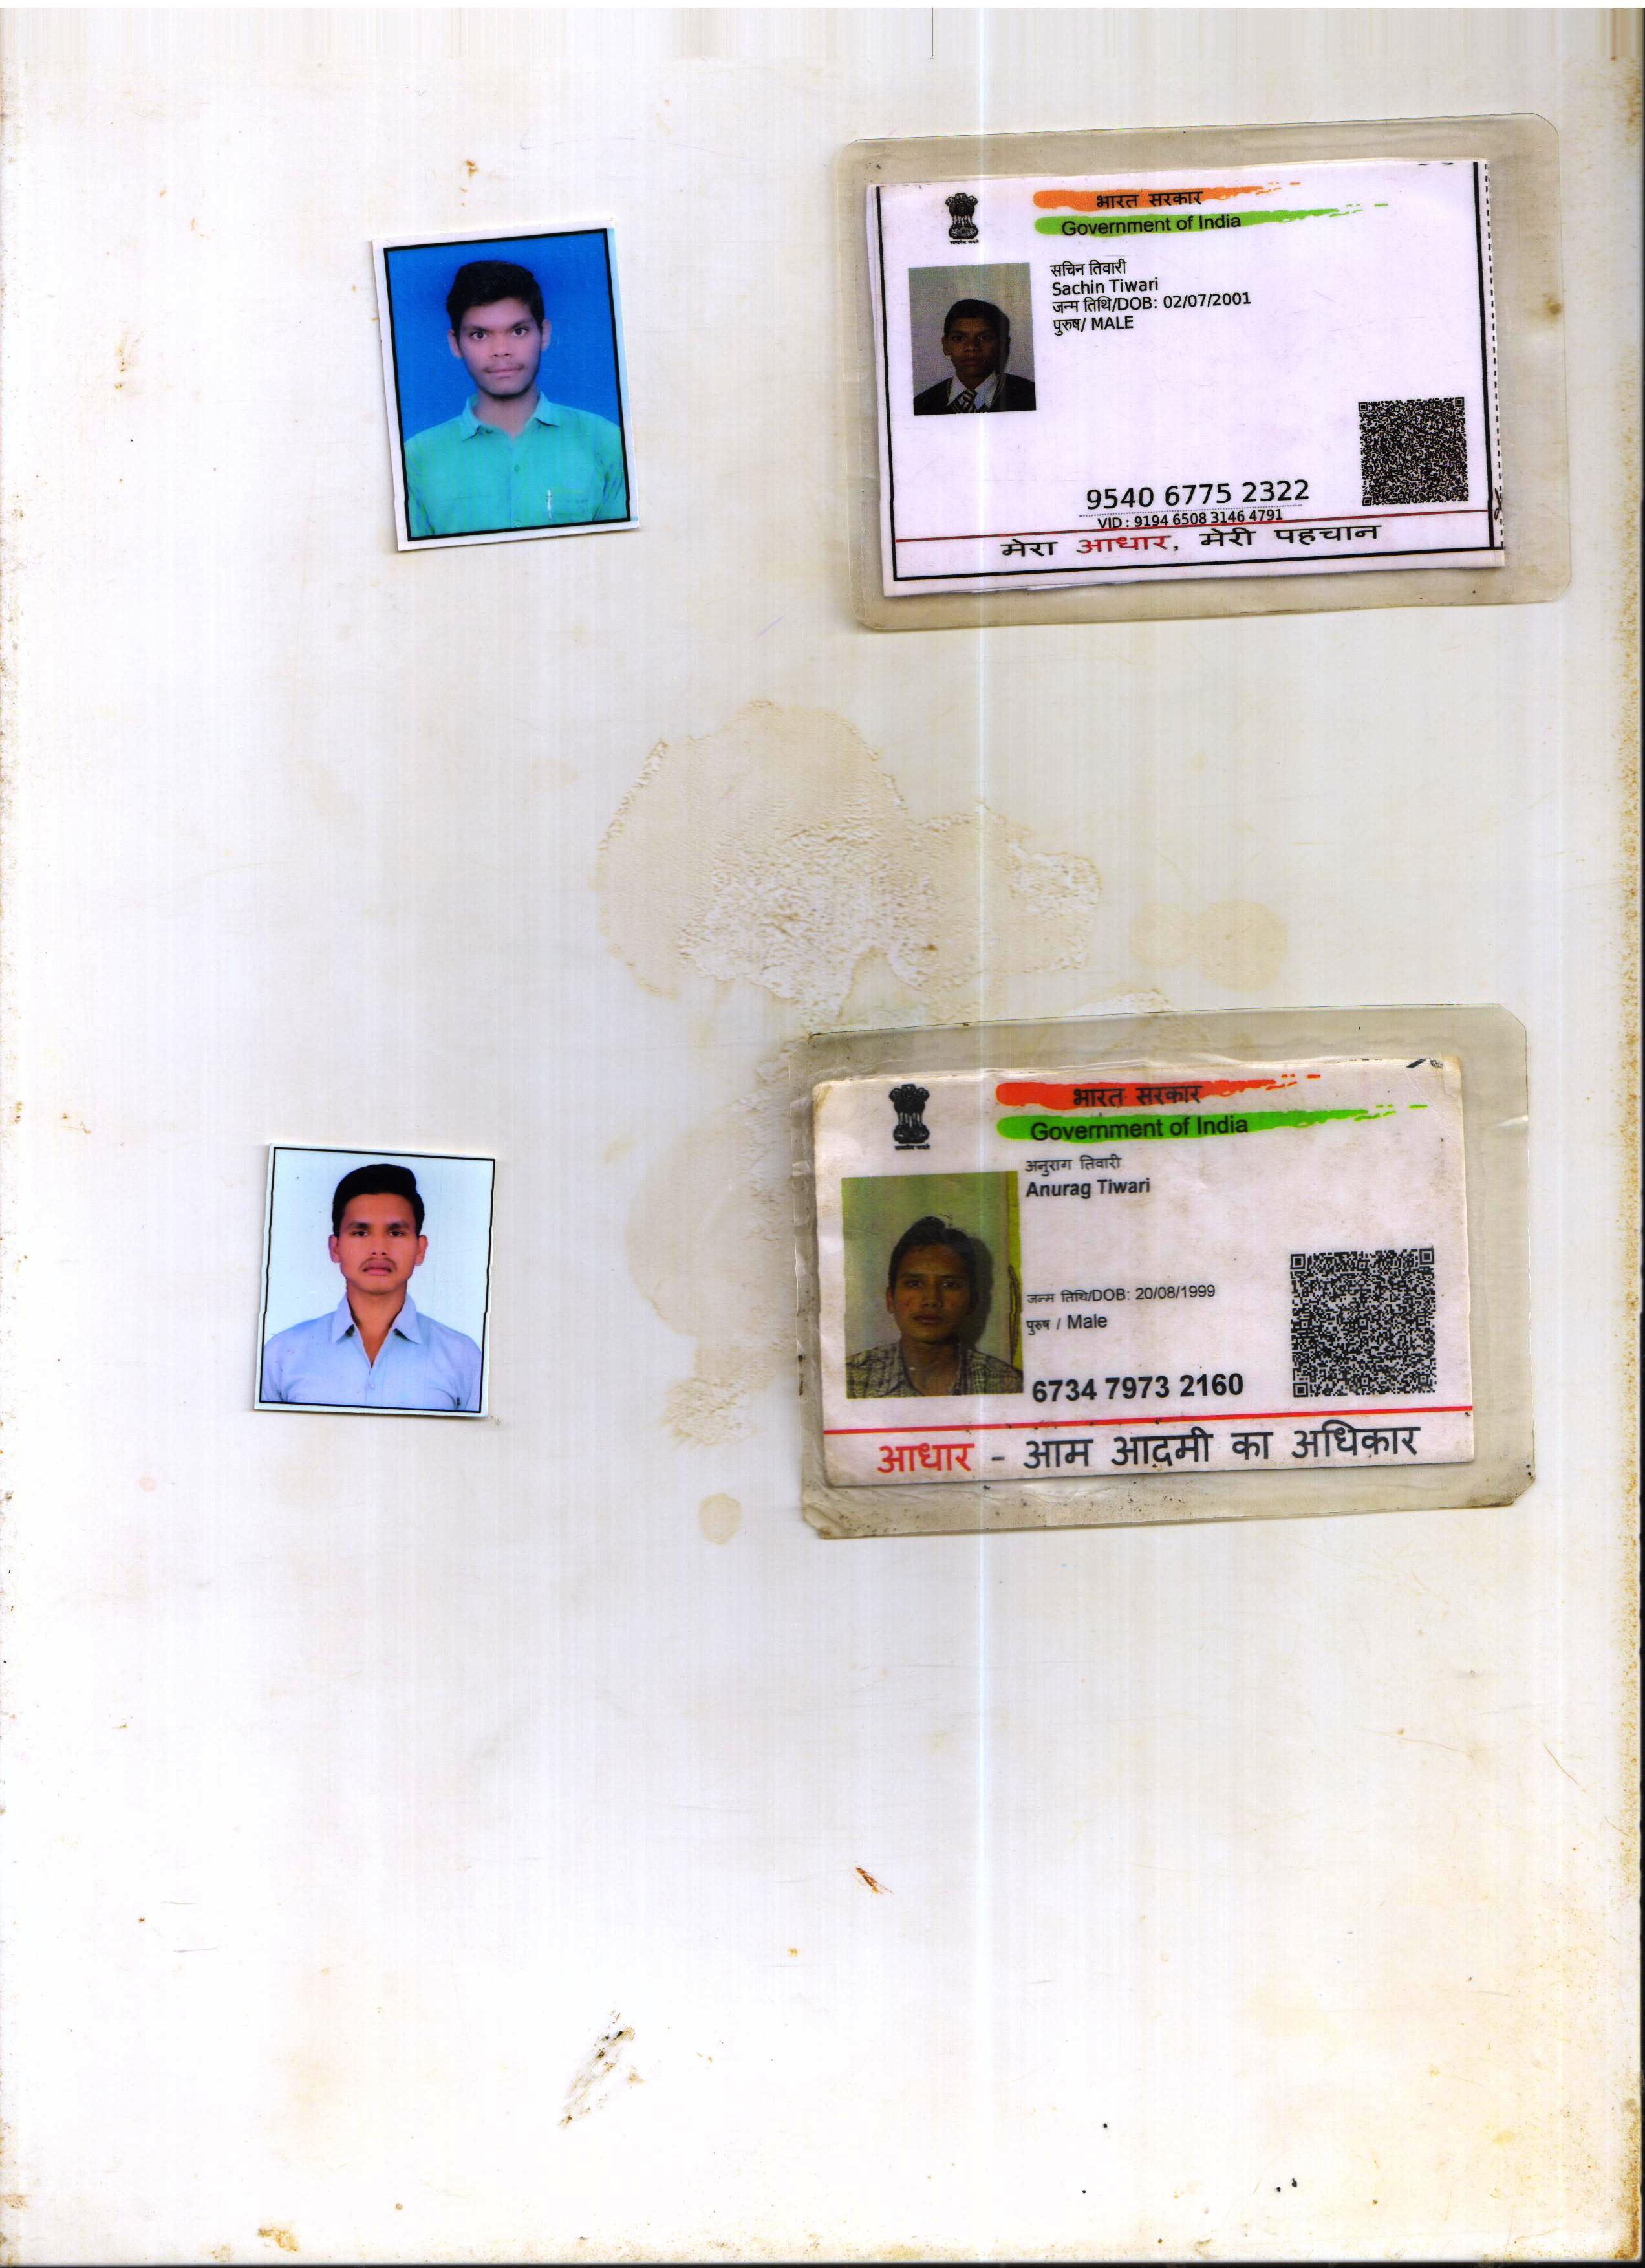 भारत सरकार
Government of India
सचिन तिवारी
Sachin Tiwari
जन्म तिथि/DOB: 02/07/2001
पुरुष/ MALE
9540 6775 2322
VID : 9194 6508 3146 4791
मेरा आधार, मेरी पहचान
भारत सरकार
Government of India
अनुराग तिवारी
Anurag Tiwari
जन्म तिथि/DOB: 20/08/1999
पुरुष / Male
6734 7973 2160
आधार - आम आदमी का अधिकार